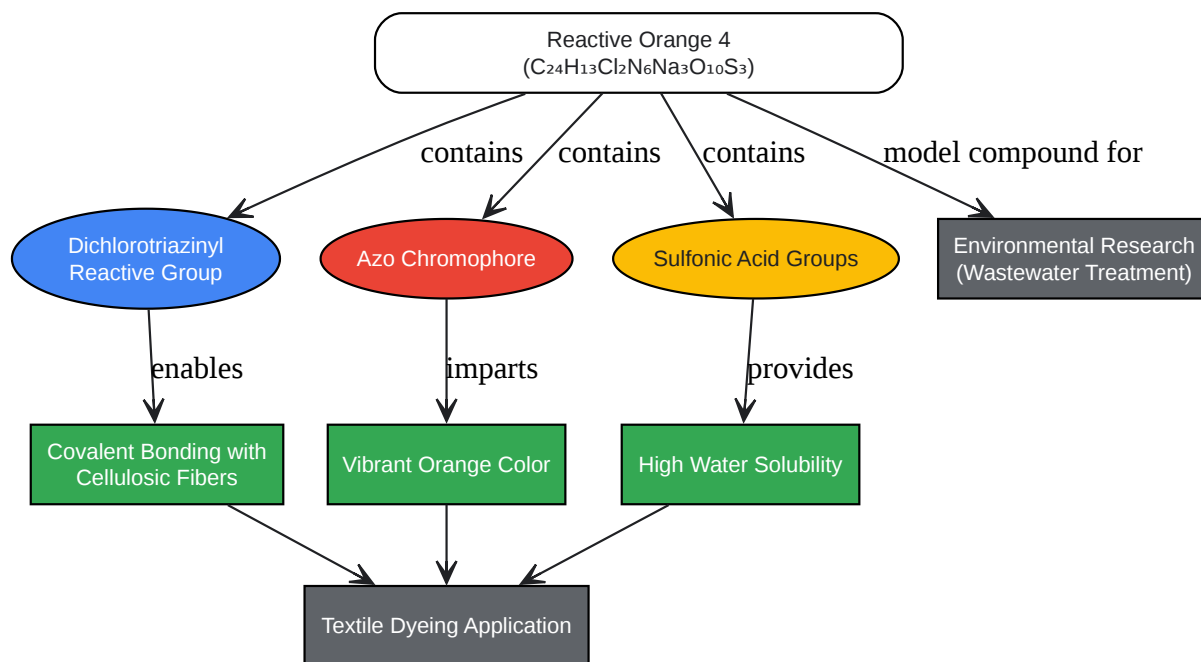 Reactive Orange 4
(C₂₄H₁₃Cl₂N₆Na₃O₁₀S₃)
contains
contains
contains
model compound for
Dichlorotriazinyl
Reactive Group
Azo Chromophore
Sulfonic Acid Groups
Environmental Research
(Wastewater Treatment)
enables
imparts
provides
Covalent Bonding with
Cellulosic Fibers
Vibrant Orange Color
High Water Solubility
Textile Dyeing Application